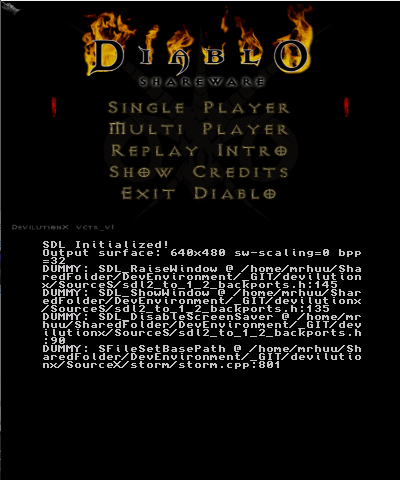 DIABLO
SHAREWARE
SINGLE PLAYER
MULTI PLAYER
REPLAY INTRO
SHOW CREDITS
EXIT DIABLO
DEVILUTIONX VCTS_V1
SDL Initialized!
Output surface: 640x480 sw-scaling=0 bpp
=32
DUMMY: SDL_RaiseWindow @ /home/mrhuu/Sha
redFolder/DevEnvironment/_GIT/devilution
x/SourceS/sdl2_to_1_2_backports.h:145
DUMMY: SDL_ShowWindow @ /home/mrhuu/Shar
edFolder/DevEnvironment/_GIT/devilutionx
/SourceS/sdl2_to_1_2_backports.h:135
DUMMY: SDL_DisableScreenSaver @ /home/mr
huu/SharedFolder/DevEnvironment/_GIT/dev
ilutionx/SourceS/sdl2_to_1_2_backports.h
:90
DUMMY: SFileSetBasePath @ /home/mrhuu/Sh
aredFolder/DevEnvironment/_GIT/devilutio
nx/SourceX/storm/storm.cpp:801